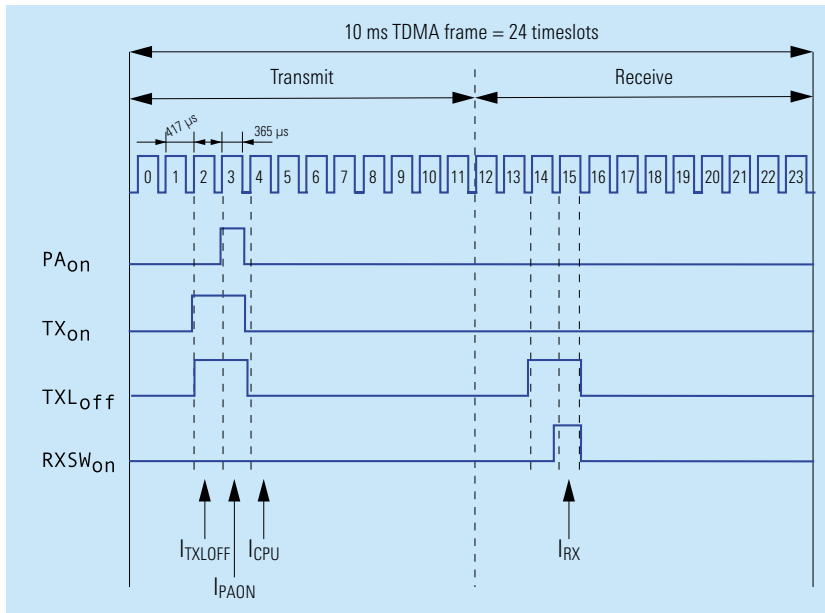 10 ms TDMA frame = 24 timeslots
Transmit Receive
417 µs 365 µs
0 1 2 3 4 5 6 7 8 9 10 11 12 13 14 15 16 17 18 19 20 21 22 23
PAon
TXon
TXLoff
RXSWon
ITXLOFF ICPU IRX
IPAON